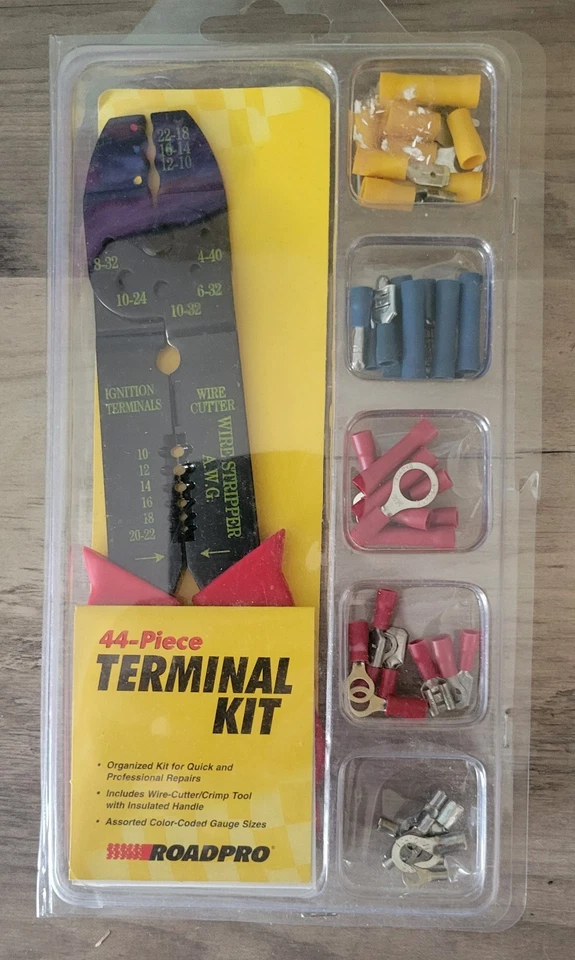 22-18
16-14
12-10
8-32
4-40
10-24
6-32
10-32
IGNITION
TERMINALS
WIRE
CUTTER
WIRE STRIPPER
A.W.G.
10
12
14
16
18
20-22
44-Piece
TERMINAL
KIT
• Organized Kit for Quick and
Professional Repairs
• Includes Wire-Cutter/Crimp Tool
with Insulated Handle
• Assorted Color-Coded Gauge Sizes
ROADPRO®